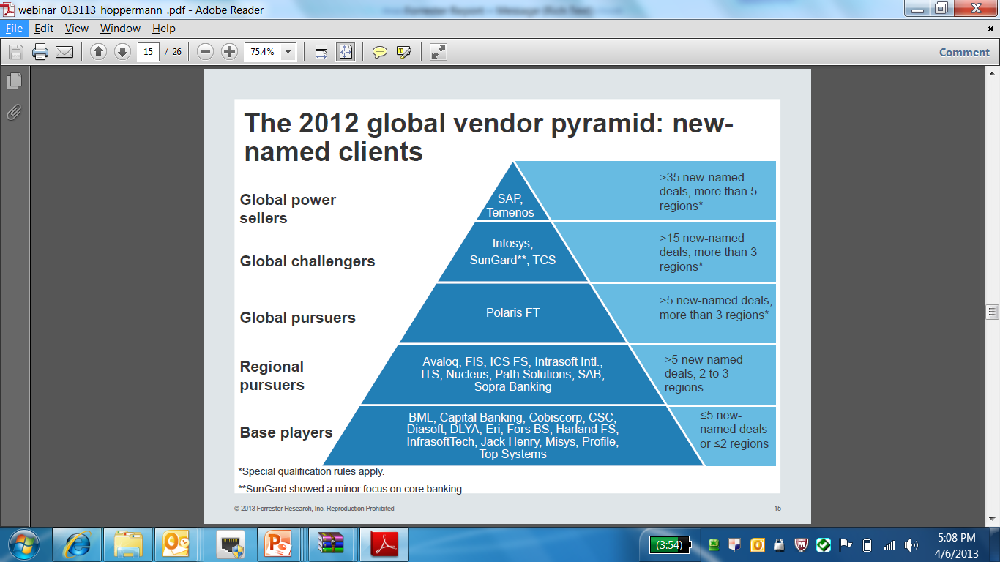 webinar_013113_hoppermann_.pdf - Adobe Reader
File Edit View Window Help
15 / 26 75.4% Comment
The 2012 global vendor pyramid: new-
named clients
Global power
sellers
SAP,
Temenos
>35 new-named
deals, more than 5
regions*
Global challengers
Infosys,
SunGard**, TCS
>15 new-named
deals, more than 3
regions*
Global pursuers
Polaris FT
>5 new-named deals,
more than 3 regions*
Regional
pursuers
Avaloq, FIS, ICS FS, Intrasoft Intl.,
ITS, Nucleus, Path Solutions, SAB,
Sopra Banking
>5 new-named
deals, 2 to 3
regions
Base players
BML, Capital Banking, Cobiscorp, CSC,
Diasoft, DLYA, Eri, Fors BS, Harland FS,
InfrasoftTech, Jack Henry, Misys, Profile,
Top Systems
≤5 new-
named deals
or ≤2 regions
*Special qualification rules apply.
**SunGard showed a minor focus on core banking.
© 2013 Forrester Research, Inc. Reproduction Prohibited 15
(3:54)
5:08 PM
4/6/2013